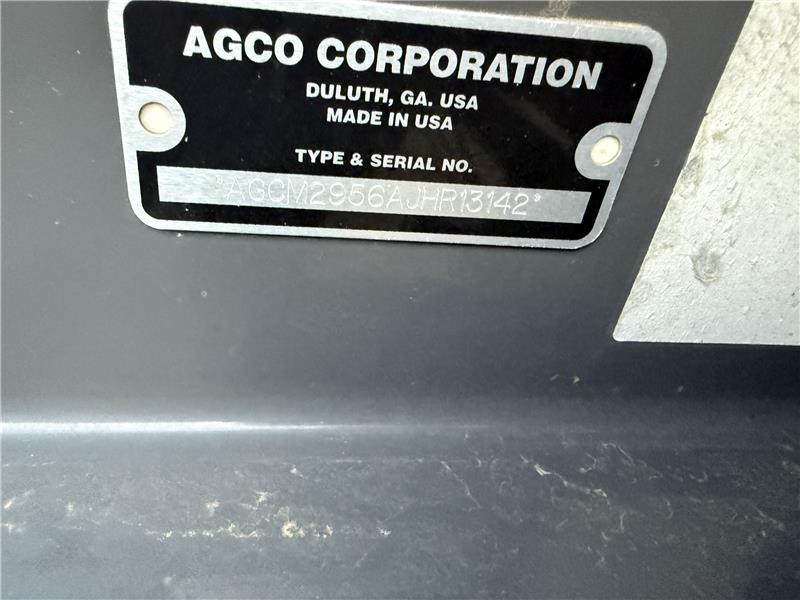 AGCO CORPORATION
DULUTH, GA. USA
MADE IN USA
TYPE & SERIAL NO.
*AGCM2956AJHR13142*